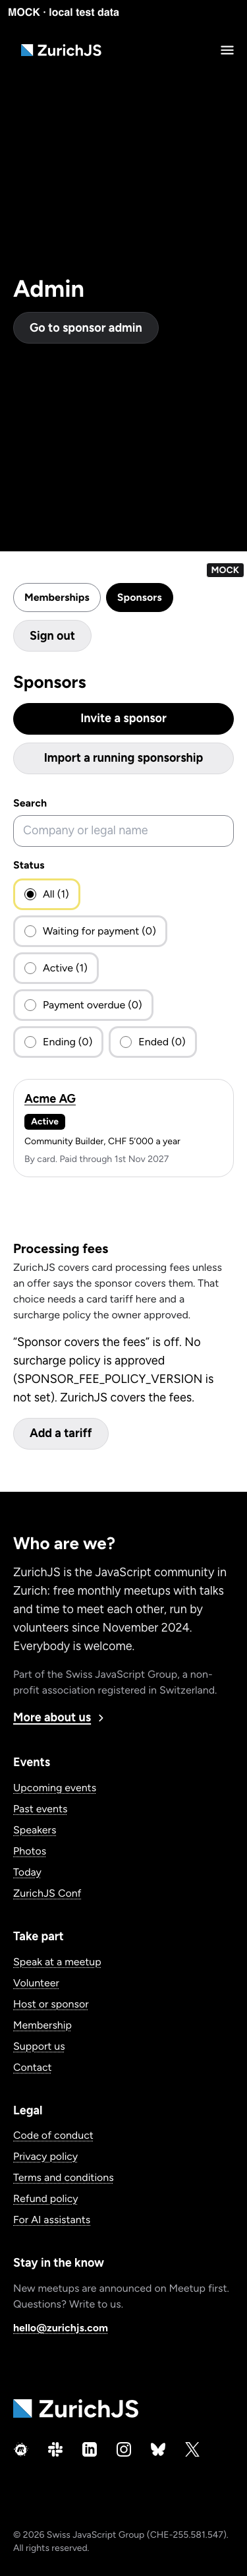 MOCK · local test data
ZurichJS
Admin
Go to sponsor admin
MOCK
Memberships
Sponsors
Sign out
Sponsors
Invite a sponsor
Import a running sponsorship
Search
Company or legal name
Status
All (1)
Waiting for payment (0)
Active (1)
Payment overdue (0)
Ending (0)
Ended (0)
Acme AG
Active
Community Builder, CHF 5'000 a year
By card. Paid through 1st Nov 2027
Processing fees
ZurichJS covers card processing fees unless
an offer says the sponsor covers them. That
choice needs a card tariff here and a
surcharge policy the owner approved.
“Sponsor covers the fees” is off. No
surcharge policy is approved
(SPONSOR_FEE_POLICY_VERSION is
not set). ZurichJS covers the fees.
Add a tariff
Who are we?
ZurichJS is the JavaScript community in
Zurich: free monthly meetups with talks
and time to meet each other, run by
volunteers since November 2024.
Everybody is welcome.
Part of the Swiss JavaScript Group, a non-
profit association registered in Switzerland.
More about us
Events
Upcoming events
Past events
Speakers
Photos
Today
ZurichJS Conf
Take part
Speak at a meetup
Volunteer
Host or sponsor
Membership
Support us
Contact
Legal
Code of conduct
Privacy policy
Terms and conditions
Refund policy
For AI assistants
Stay in the know
New meetups are announced on Meetup first.
Questions? Write to us.
hello@zurichjs.com
ZurichJS
© 2026 Swiss JavaScript Group (CHE-255.581.547).
All rights reserved.